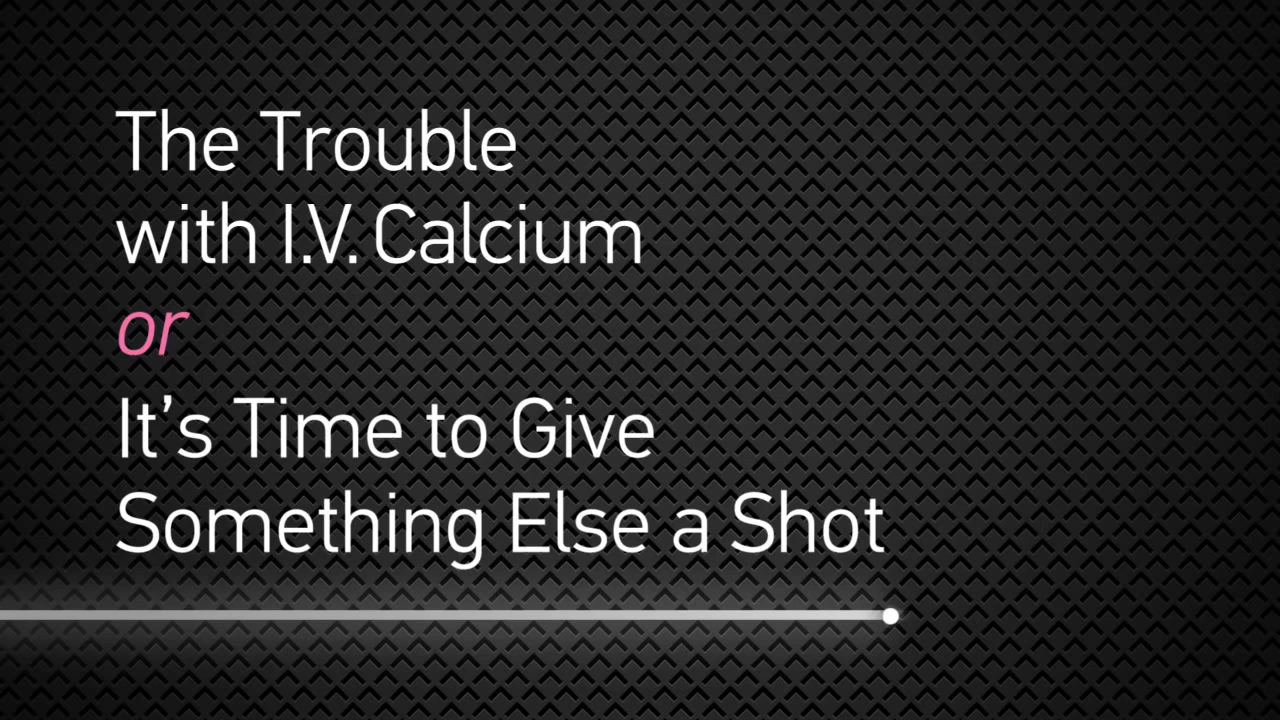 The Trouble
with I.V. Calcium
or
It’s Time to Give
Something Else a Shot